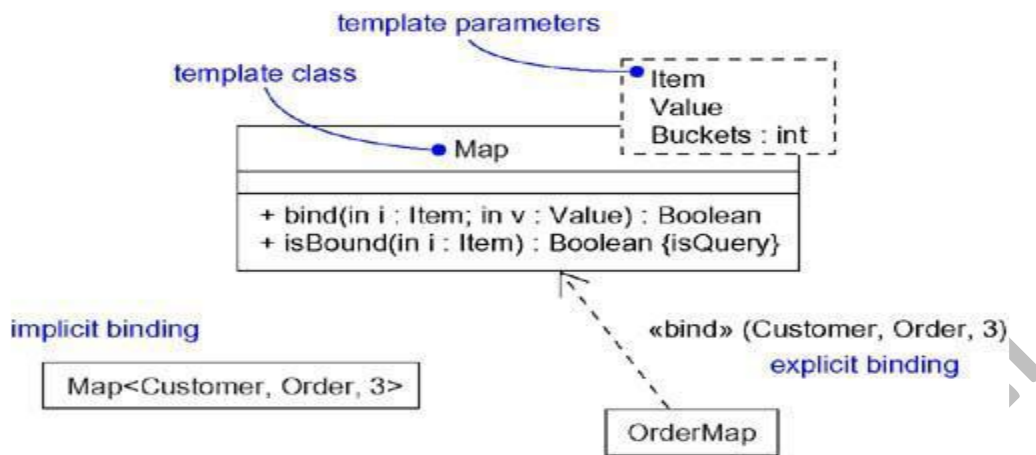 template parameters
template class
Item
Value
Buckets : int
Map
+ bind(in i : Item; in v : Value) : Boolean
+ isBound(in i : Item) : Boolean {isQuery}
implicit binding
«bind» (Customer, Order, 3)
explicit binding
Map<Customer, Order, 3>
OrderMap